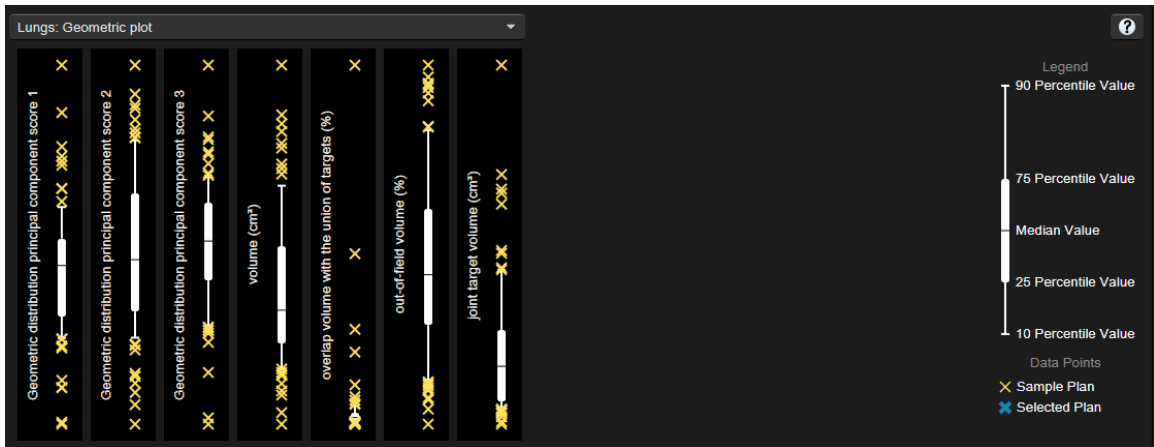 Lungs: Geometric plot
?
Geometric distribution principal component score 1
Geometric distribution principal component score 2
Geometric distribution principal component score 3
volume (cm³)
overlap volume with the union of targets (%)
out-of-field volume (%)
joint target volume (cm³)
Legend
90 Percentile Value
75 Percentile Value
Median Value
25 Percentile Value
10 Percentile Value
Data Points
Sample Plan
Selected Plan